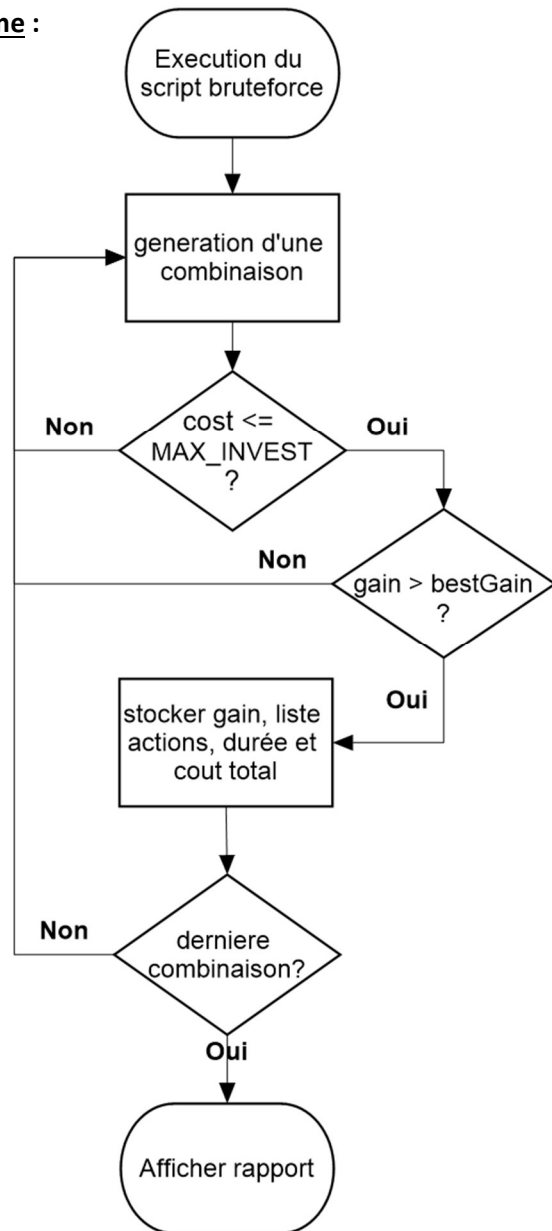 ne :
Execution du
script bruteforce
generation d'une
combinaison
Non
cost <=
MAX_INVEST
?
Oui
Non
gain > bestGain
?
Oui
stocker gain, liste
actions, durée et
cout total
Non
derniere
combinaison?
Oui
Afficher rapport